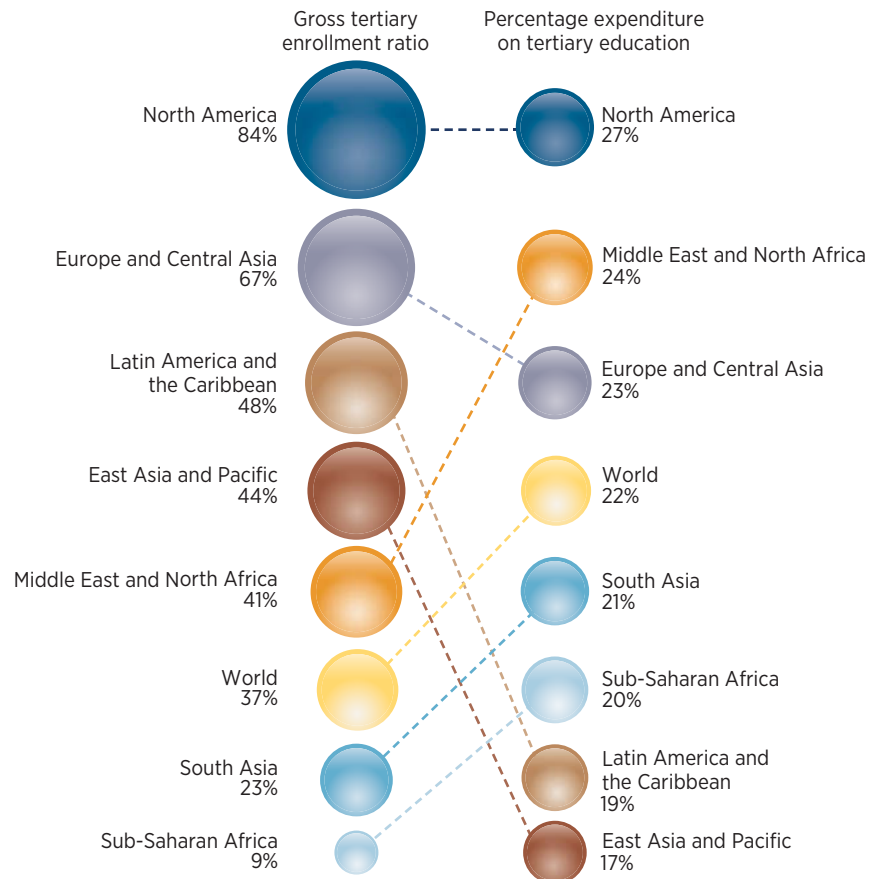 Gross tertiary
enrollment ratio
North America
84%
Europe and Central Asia
67%
Latin America and
the Caribbean
48%
East Asia and Pacific
44%
Middle East and North Africa
41%
World
37%
South Asia
23%
Sub-Saharan Africa
9%
Percentage expenditure
on tertiary education
North America
27%
Middle East and North Africa
24%
Europe and Central Asia
23%
World
22%
South Asia
21%
Sub-Saharan Africa
20%
Latin America and
the Caribbean
19%
East Asia and Pacific
17%